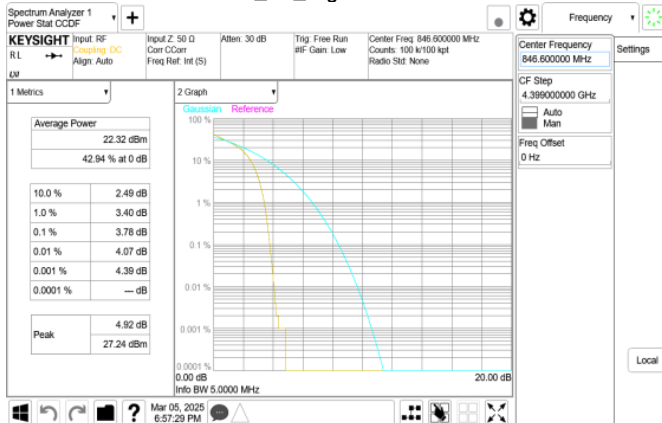 Spectrum Analyzer 1
Power Stat CCDF
Frequency
KEYSIGHT
RL
Input: RF
Coupling: DC
Align: Auto
Input Z: 50 Ω
Corr CCorr
Freq Ref: Int (S)
Atten: 30 dB
Trig: Free Run
#IF Gain: Low
Center Freq: 846.600000 MHz
Counts: 100 k/100 kpt
Radio Std: None
Center Frequency
846.600000 MHz
Settings
CF Step
4.399000000 GHz
Auto
Man
Freq Offset
0 Hz
1 Metrics
Average Power
22.32 dBm
42.94 % at 0 dB
10.0 % 2.49 dB
1.0 % 3.40 dB
0.1 % 3.78 dB
0.01 % 4.07 dB
0.001 % 4.39 dB
0.0001 % --- dB
Peak
4.92 dB
27.24 dBm
2 Graph
Gaussian Reference
100 %
10 %
1 %
0.1 %
0.01 %
0.001 %
0.0001 %
0.00 dB 20.00 dB
Info BW 5.0000 MHz
Local
?
Mar 05, 2025
6:57:29 PM